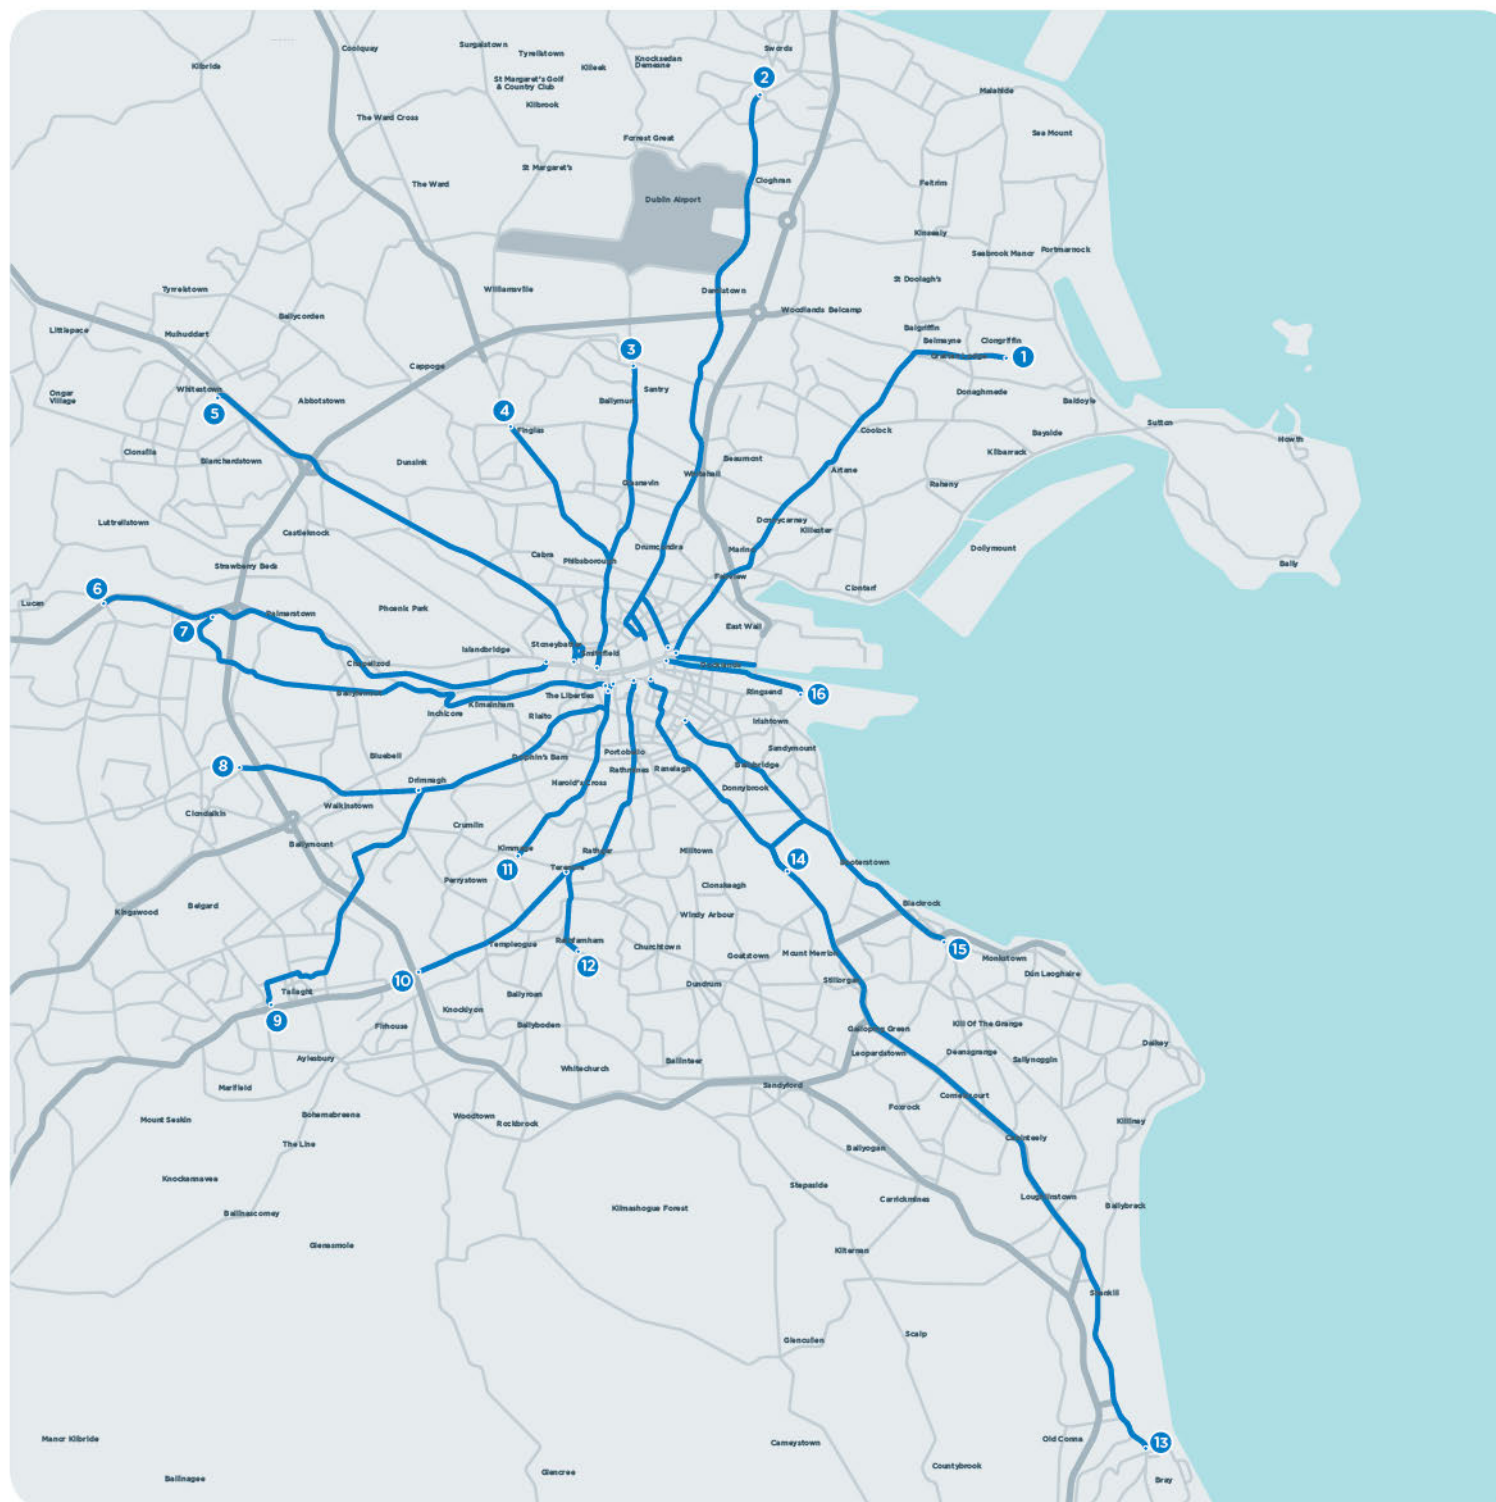 Swords
Coolquay
Surgalstown
Tyrrelstown
Knocksedan
Demesne
Kilbride
Killeek
2
St Margaret's Golf
& Country Club
Malahide
Kilbrook
The Ward Cross
Sea Mount
Forrest Great
St Margaret's
Cloghran
The Ward
Feltrim
Dublin Airport
Kinsealy
Seabrook Manor
Portmarnock
St Doolagh's
Tyrrelstown
Williamsville
Dardistown
Woodlands Belcamp
Ballycorden
Littlepace
Mulhuddart
Balgriffin
Belmayne
Clongriffin
3
1
Cappoge
Whitestown
Santry
Donaghmede
Ongar
Village
Abbotstown
Ballymun
Baldoyle
5
4
Finglas
Coolock
Bayside
Sutton
Howth
Clonsilla
Blanchardstown
Dunsink
Beaumont
Kilbarrack
Whitehall
Artane
Glasnevin
Raheny
Luttrellstown
Castleknock
Donnycarney
Killester
Drumcondra
Marino
Dollymount
Cabra
Phibsborough
Strawberry Beds
Baily
Fairview
Clontarf
6
Lucan
Palmerstown
Phoenix Park
East Wall
7
Stoneybatter
Smithfield
Islandbridge
Chapelizod
Docklands
Ballyfermot
The Liberties
Ringsend
16
Kilmainham
Inchicore
Rialto
Irishtown
Sandymount
Bluebell
Dolphin's Barn
Portobello
8
Rathmines
Ranelagh
Ballsbridge
Drimnagh
Harold's Cross
Donnybrook
Walkinstown
Clondalkin
Crumlin
Ballymount
Kimmage
Rathgar
Milltown
14
Booterstown
11
Terenure
Perrystown
Clonskeagh
Belgard
Kingswood
Windy Arbour
Blackrock
Templeogue
Rathfarnham
Churchtown
Goatstown
Mount Merrion
15
Monkstown
12
10
Dún Laoghaire
Stillorgan
Tallaght
Ballyroan
Dundrum
Knocklyon
9
Firhouse
Ballyboden
Galloping Green
Kill Of The Grange
Dalkey
Leopardstown
Deansgrange
Sallynoggin
Aylesbury
Whitechurch
Ballinteer
Marlfield
Sandyford
Cornelscourt
Foxrock
Mount Seskin
Bohernabreena
Woodtown
Rockbrock
Killiney
The Line
Cabinteely
Ballyogan
Knockannavea
Stepaside
Carrickmines
Loughlinstown
Ballinascorney
Kilmashogue Forest
Ballybrack
Glenasmole
Kilternan
Shankill
Glencullen
Scalp
Manor Kilbride
Carneystown
Old Conna
13
Ballinagee
Glencree
Countybrook
Bray